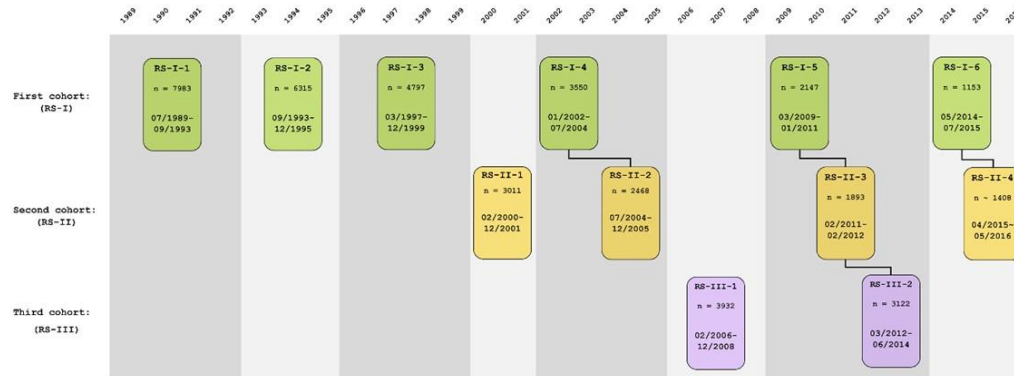 1989 1990 1991 1992 1993 1994 1995 1996 1997 1998 1999 2000 2001 2002 2003 2004 2005 2006 2007 2008 2009 2010 2011 2012 2013 2014 2015
First cohort:
(RS-I)
RS-I-1
n = 7983
07/1989-
09/1993
RS-I-2
n = 6315
09/1993-
12/1995
RS-I-3
n = 4797
03/1997-
12/1999
RS-I-4
n = 3550
01/2002-
07/2004
RS-I-5
n = 2147
03/2009-
01/2011
RS-I-6
n = 1153
05/2014-
07/2015
Second cohort:
(RS-II)
RS-II-1
n = 3011
02/2000-
12/2001
RS-II-2
n = 2468
07/2004-
12/2005
RS-II-3
n = 1893
02/2011-
02/2012
RS-II-4
n ~ 1408
04/2015~
05/2016
Third cohort:
(RS-III)
RS-III-1
n = 3932
02/2006-
12/2008
RS-III-2
n = 3122
03/2012-
06/2014